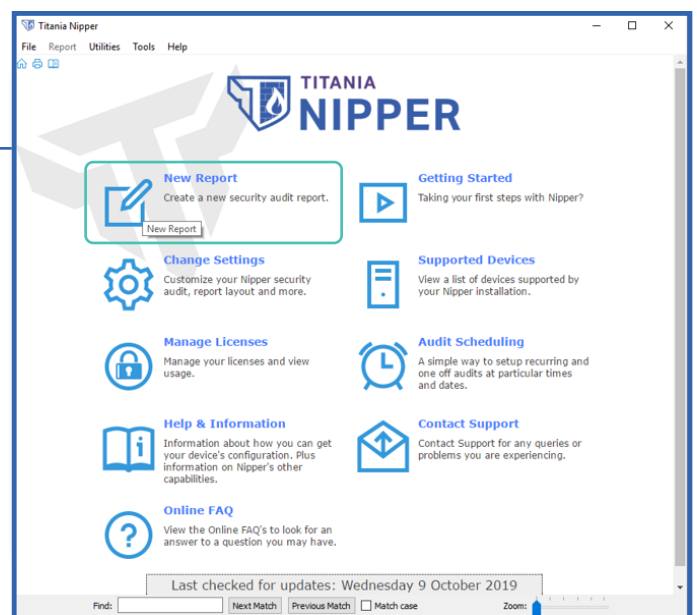 Titania Nipper
File Report Utilities Tools Help
TITANIA
NIPPER
New Report
Create a new security audit report.
New Report
Getting Started
Taking your first steps with Nipper?
Change Settings
Customize your Nipper security
audit, report layout and more.
Supported Devices
View a list of devices supported by
your Nipper installation.
Manage Licenses
Manage your licenses and view
usage.
Audit Scheduling
A simple way to setup recurring and
one off audits at particular times
and dates.
Help & Information
Information about how you can get
your device's configuration. Plus
information on Nipper's other
capabilities.
Contact Support
Contact Support for any queries or
problems you are experiencing.
Online FAQ
View the Online FAQ's to look for an
answer to a question you may have.
Last checked for updates: Wednesday 9 October 2019
Find: Next Match Previous Match Match case Zoom: